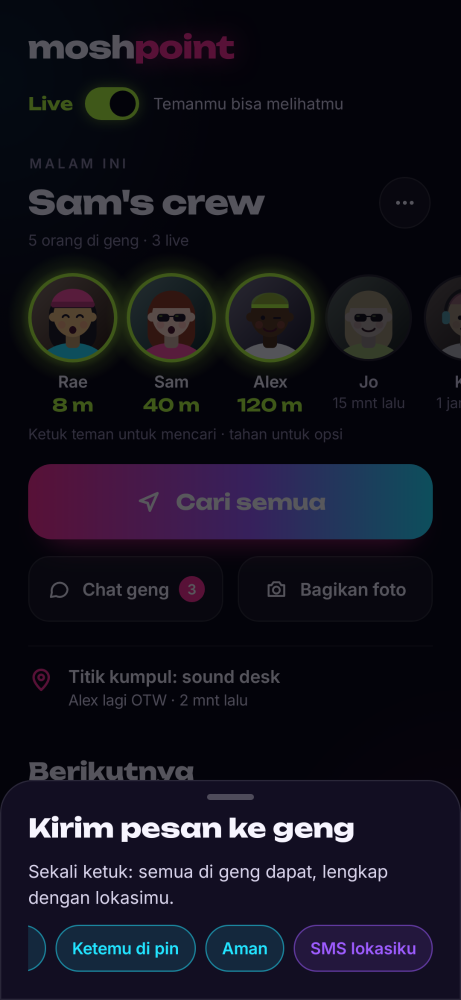 moshpoint
Live Temanmu bisa melihatmu
MALAM INI
Sam's crew
5 orang di geng · 3 live
Rae Sam Alex Jo
8 m 40 m 120 m 15 mnt lalu
Ketuk teman untuk mencari · tahan untuk opsi
Cari semua
Chat geng 3 Bagikan foto
Titik kumpul: sound desk
Alex lagi OTW · 2 mnt lalu
Berikutnya
Kirim pesan ke geng
Sekali ketuk: semua di geng dapat, lengkap
dengan lokasimu.
Ketemu di pin Aman SMS lokasiku